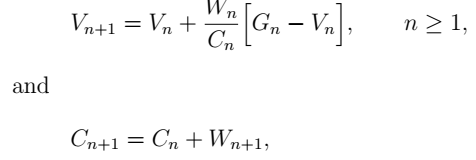 V_{n+1} = V_n + \frac{W_n}{C_n}\Big[G_n - V_n\Big], \qquad n \geq 1,
and
C_{n+1} = C_n + W_{n+1},